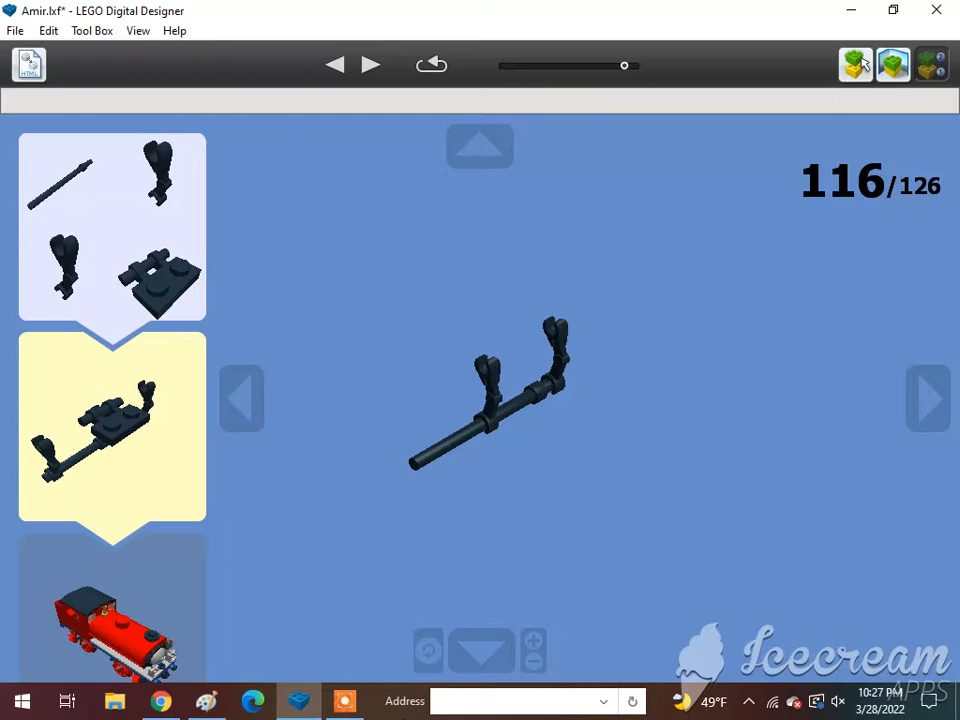 Amir.lxf* - LEGO Digital Designer
File Edit Tool Box View Help
HTML
116/126
Icecream
APPS
Address
49°F
10:27 PM
3/28/2022